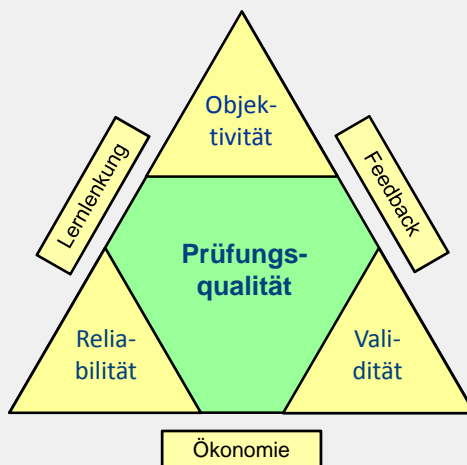 Objek-
tivität
Lernlenkung
Feedback
Prüfungs-
qualität
Relia-
bilität
Vali-
dität
Ökonomie